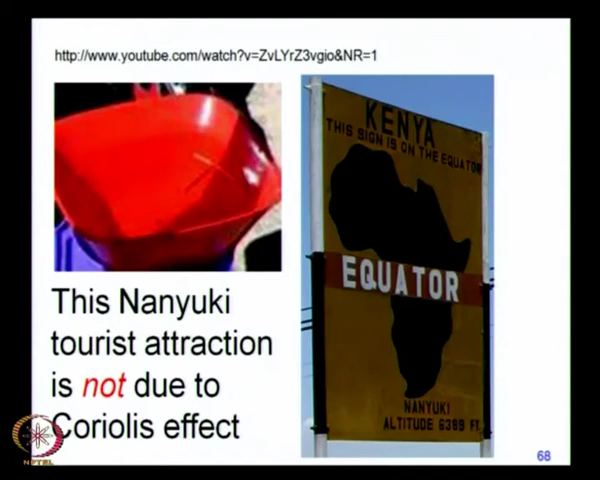 http://www.youtube.com/watch?v=ZvLYrZ3vgio&NR=1
KENYA
THIS SIGN IS ON THE EQUATOR
EQUATOR
NANYUKI
ALTITUDE 6389 FT.
This Nanyuki
tourist attraction
is not due to
Coriolis effect
NPTEL
68